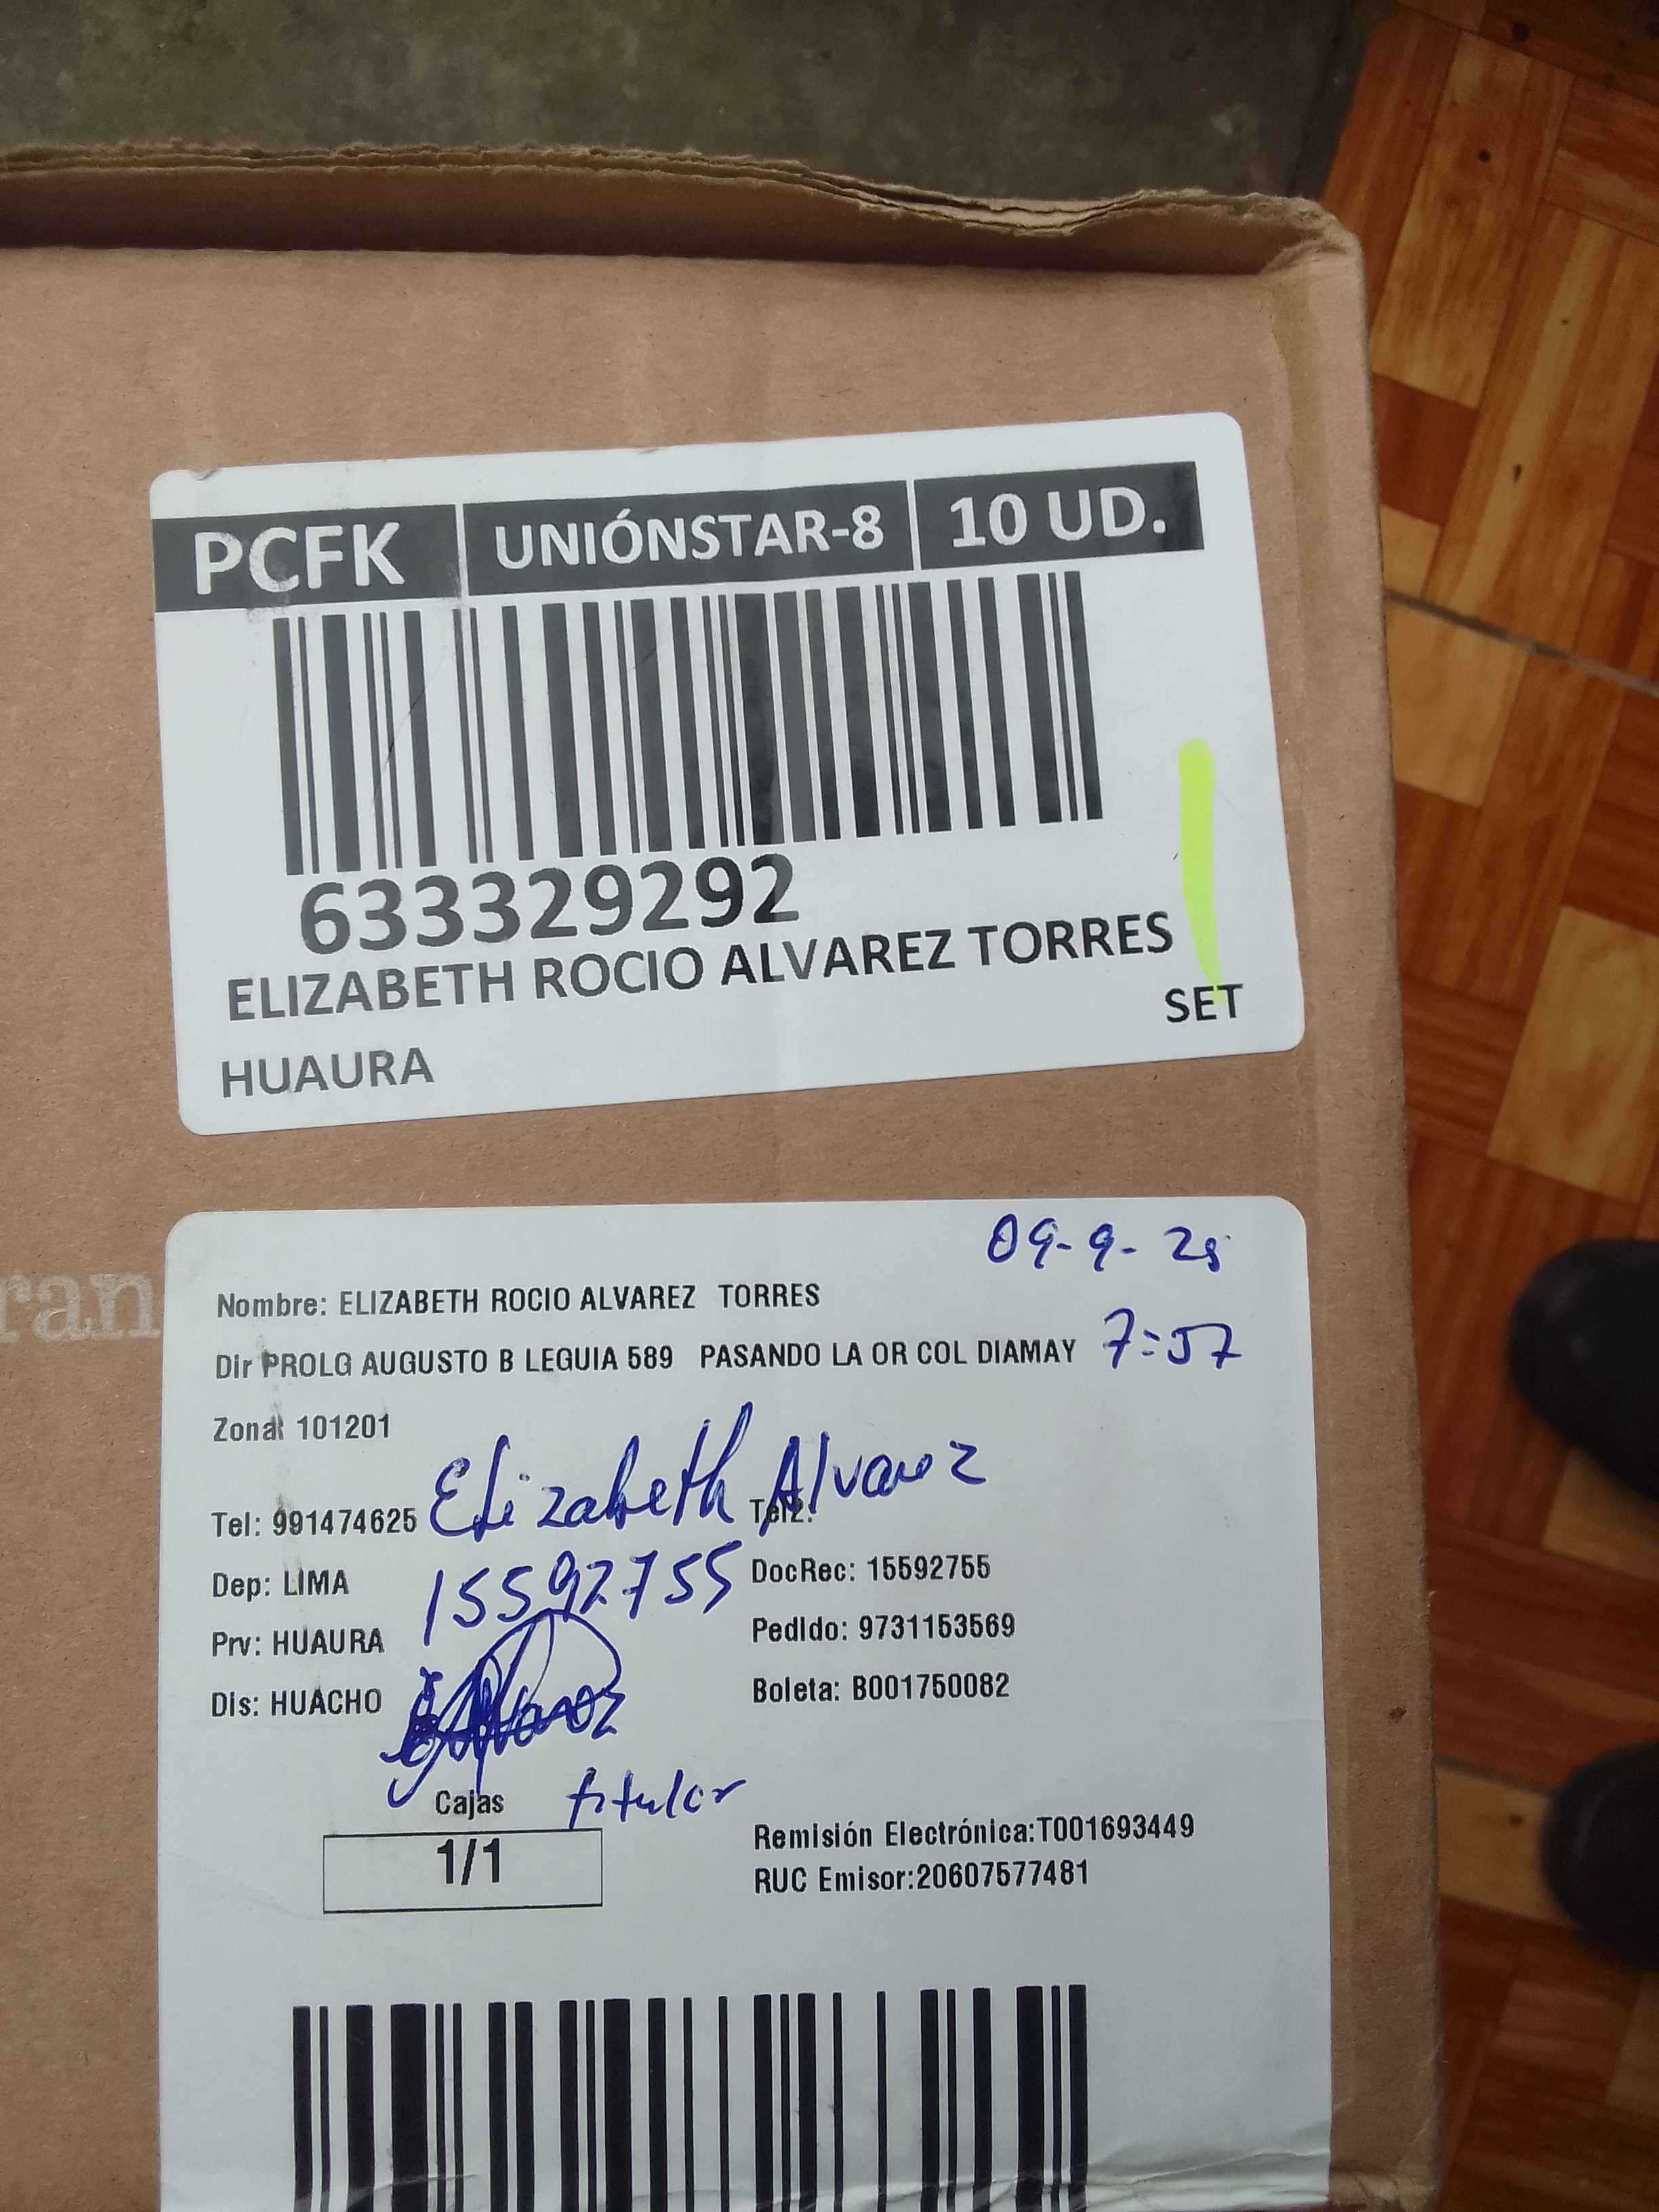 PCFK UNIÓNSTAR-8 10 UD.
633329292
ELIZABETH ROCIO ALVAREZ TORRES
SET
HUAURA
ran
09-9-25
Nombre: ELIZABETH ROCIO ALVAREZ TORRES
Dir PROLG AUGUSTO B LEGUIA 589 PASANDO LA OR COL DIAMAY
7:57
Zona: 101201
Elizabeth Alvarez
Tel: 991474625 Tel2:
Dep: LIMA 15592755 DocRec: 15592755
Prv: HUAURA Pedido: 9731153569
Dis: HUACHO Boleta: B001750082
titular
Cajas
1/1
Remisión Electrónica:T001693449
RUC Emisor:20607577481